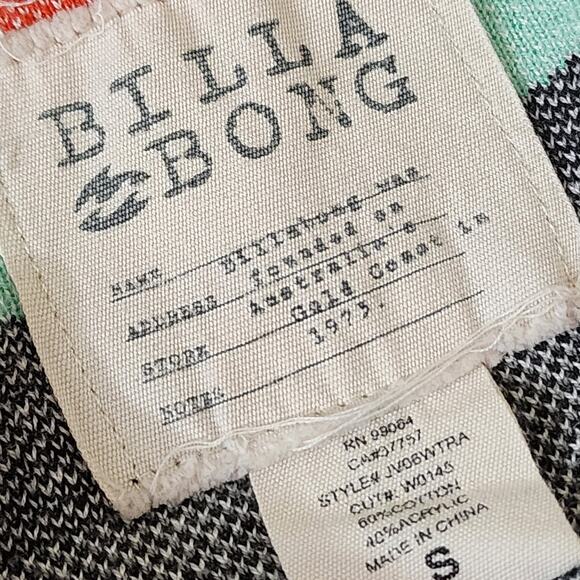 BILLA
BONG
NAME Billabong was
ADDRESS founded on
STORE Australia's
NOTES Gold Coast in
1973.
RN 99064
CA#37757
STYLE# JV06WTRA
CUT# W0145
60% COTTON
40% ACRYLIC
MADE IN CHINA
S